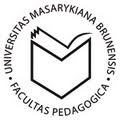 UNIVERSITAS MASARYKIANA BRUNENSIS
• FACULTAS PEDAGOGICA •